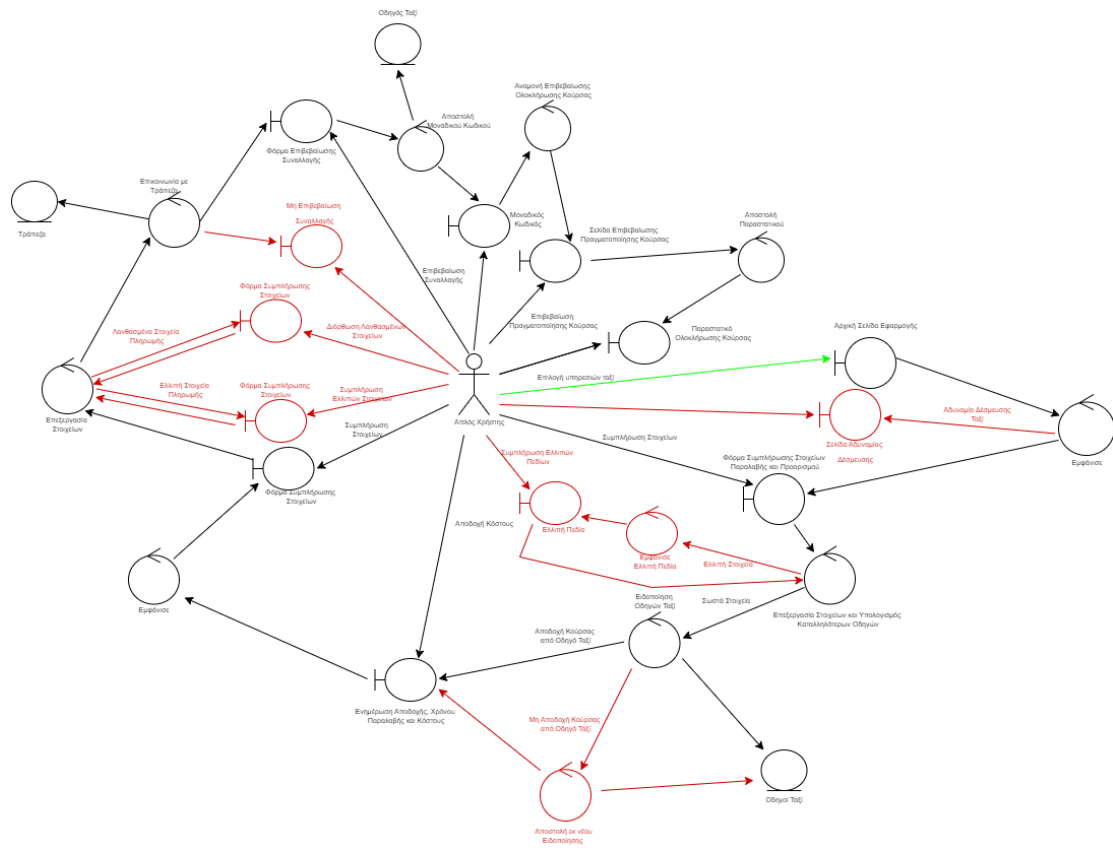 Οδηγός Ταξί
Αναμονή Επιβεβαίωσης
Ολοκλήρωσης Κούρσας
Αποστολή
Μοναδικού Κωδικού
Φόρμα Επιβεβαίωσης
Συναλλαγής
Επικοινωνία με
Τράπεζα
Τράπεζα
Μη Επιβεβαίωση
Συναλλαγής
Μοναδικός
Κωδικός
Σελίδα Επιβεβαίωσης
Πραγματοποίησης Κούρσας
Αποστολή
Παραστατικού
Επιβεβαίωση
Συναλλαγής
Φόρμα Συμπλήρωσης
Στοιχείων
Λανθασμένα Στοιχεία
Πληρωμής
Διόρθωση Λανθασμένων
Στοιχείων
Επιβεβαίωση
Πραγματοποίησης Κούρσας
Παραστατικό
Ολοκλήρωσης Κούρσας
Αρχική Σελίδα Εφαρμογής
Επιλογή υπηρεσιών ταξί
Ελλιπή Στοιχεία
Πληρωμής
Φόρμα Συμπλήρωσης
Στοιχείων
Συμπλήρωση
Ελλιπών Στοιχείων
Επεξεργασία
Στοιχείων
Απλός Χρήστης
Συμπλήρωση
Στοιχείων
Αδυναμία Δέσμευσης
Ταξί
Σελίδα Αδυναμίας
Δέσμευσης
Εμφάνισε
Συμπλήρωση Στοιχείων
Συμπλήρωση Ελλιπών
Πεδίων
Φόρμα Συμπλήρωσης Στοιχείων
Παραλαβής και Προορισμού
Φόρμα Συμπλήρωσης
Στοιχείων
Αποδοχή Κόστους
Ελλιπή Πεδία
Εμφάνισε
Ελλιπή Πεδία
Ελλιπή Στοιχεία
Εμφάνισε
Ειδοποίηση
Οδηγών Ταξί
Σωστά Στοιχεία
Επεξεργασία Στοιχείων και Υπολογισμός
Καταλληλότερων Οδηγών
Αποδοχή Κούρσας
από Οδηγό Ταξί
Ενημέρωση Αποδοχής, Χρόνου
Παραλαβής και Κόστους
Μη Αποδοχή Κούρσας
από Οδηγό Ταξί
Οδηγοί Ταξί
Αποστολή εκ νέου
Ειδοποίησης